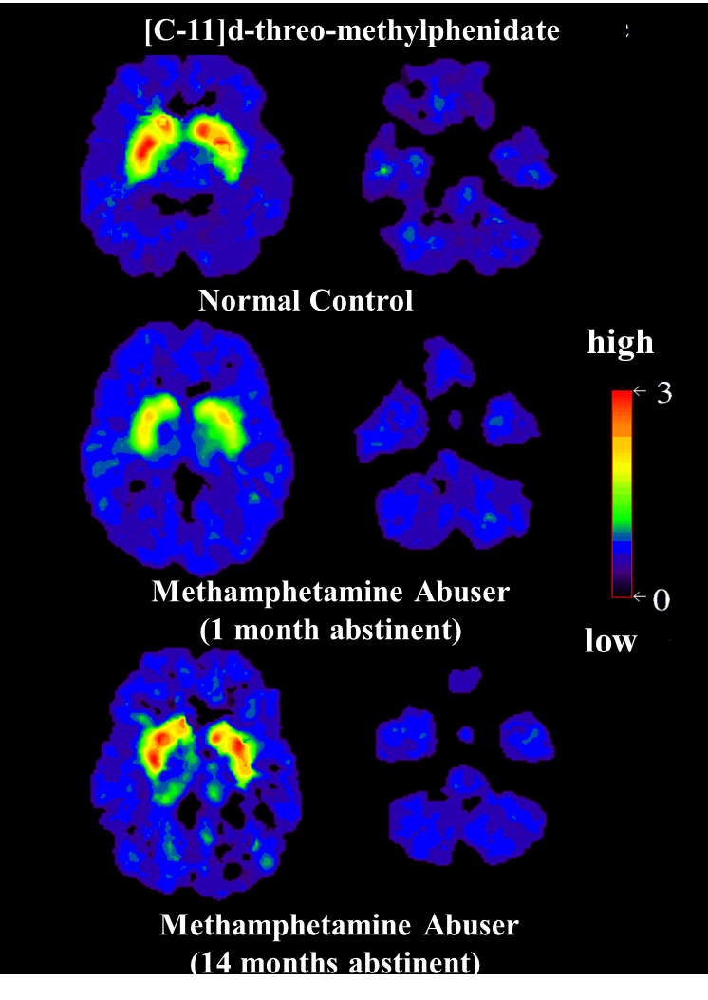 [C-11]d-threo-methylphenidate
Normal Control
high
3
0
low
Methamphetamine Abuser
(1 month abstinent)
Methamphetamine Abuser
(14 months abstinent)